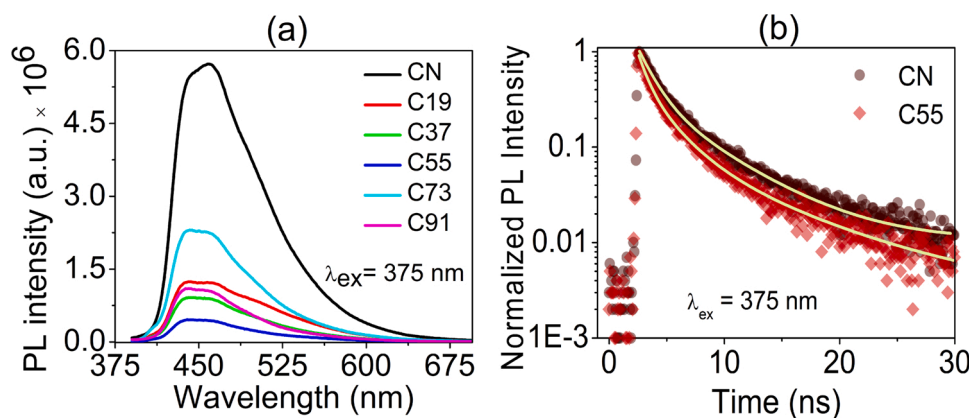 (a)
PL intensity (a.u.) × 10⁶
6.0
4.5
3.0
1.5
0.0
CN
C19
C37
C55
C73
C91
λex= 375 nm
375
450
525
600
675
Wavelength (nm)
(b)
Normalized PL Intensity
1
0.1
0.01
1E-3
CN
C55
λex = 375 nm
0
10
20
30
Time (ns)